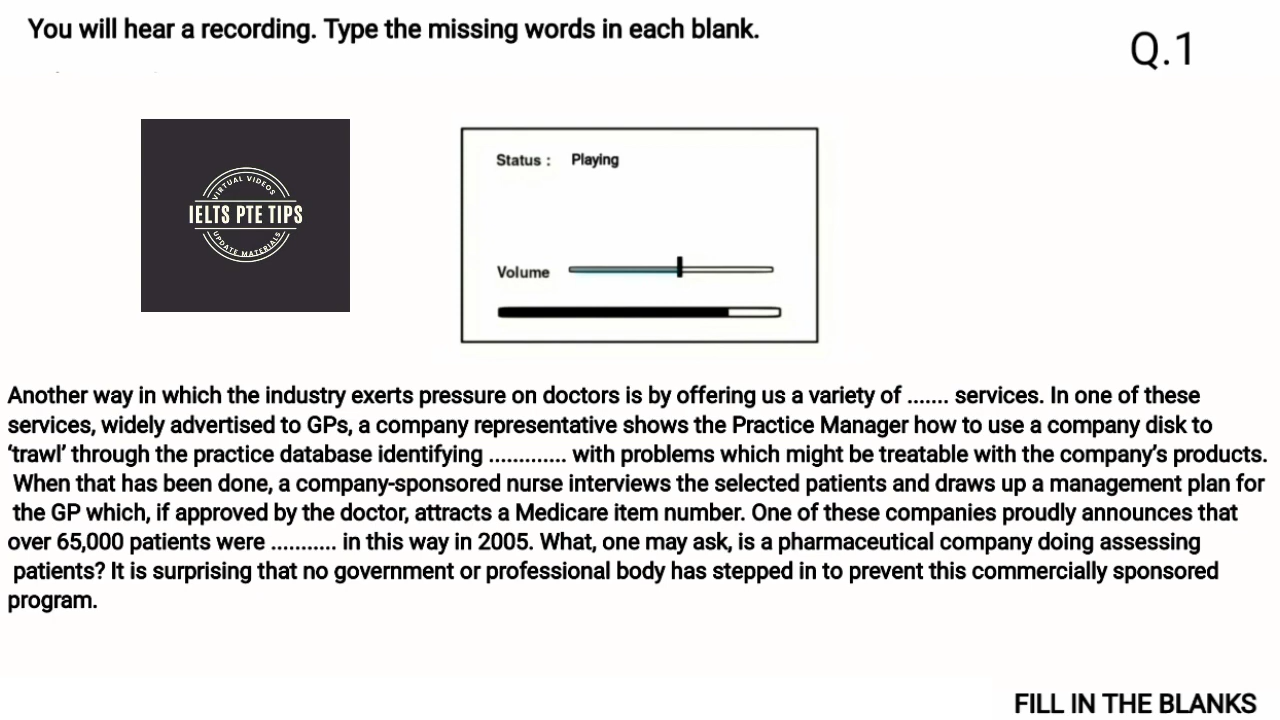 You will hear a recording. Type the missing words in each blank.
Q.1
VIRTUAL VIDEOS
IELTS PTE TIPS
UPDATE MATERIALS
Status : Playing
Volume
Another way in which the industry exerts pressure on doctors is by offering us a variety of ....... services. In one of these
services, widely advertised to GPs, a company representative shows the Practice Manager how to use a company disk to
‘trawl’ through the practice database identifying ............. with problems which might be treatable with the company’s products.
When that has been done, a company-sponsored nurse interviews the selected patients and draws up a management plan for
the GP which, if approved by the doctor, attracts a Medicare item number. One of these companies proudly announces that
over 65,000 patients were ........... in this way in 2005. What, one may ask, is a pharmaceutical company doing assessing
patients? It is surprising that no government or professional body has stepped in to prevent this commercially sponsored
program.
FILL IN THE BLANKS